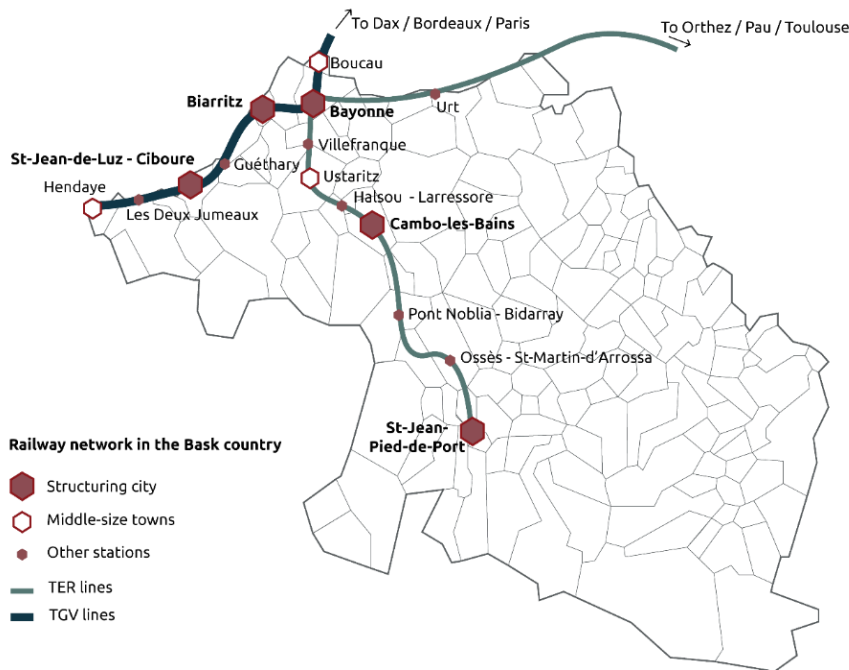 To Dax / Bordeaux / Paris
To Orthez / Pau / Toulouse
Boucau
Biarritz
Bayonne
Urt
Villefranque
St-Jean-de-Luz - Ciboure
Guéthary
Ustaritz
Hendaye
Halsou - Larressore
Les Deux Jumeaux
Cambo-les-Bains
Pont Noblia - Bidarray
Ossès - St-Martin-d'Arrossa
St-Jean-
Pied-de-Port
Railway network in the Bask country
Structuring city
Middle-size towns
Other stations
TER lines
TGV lines